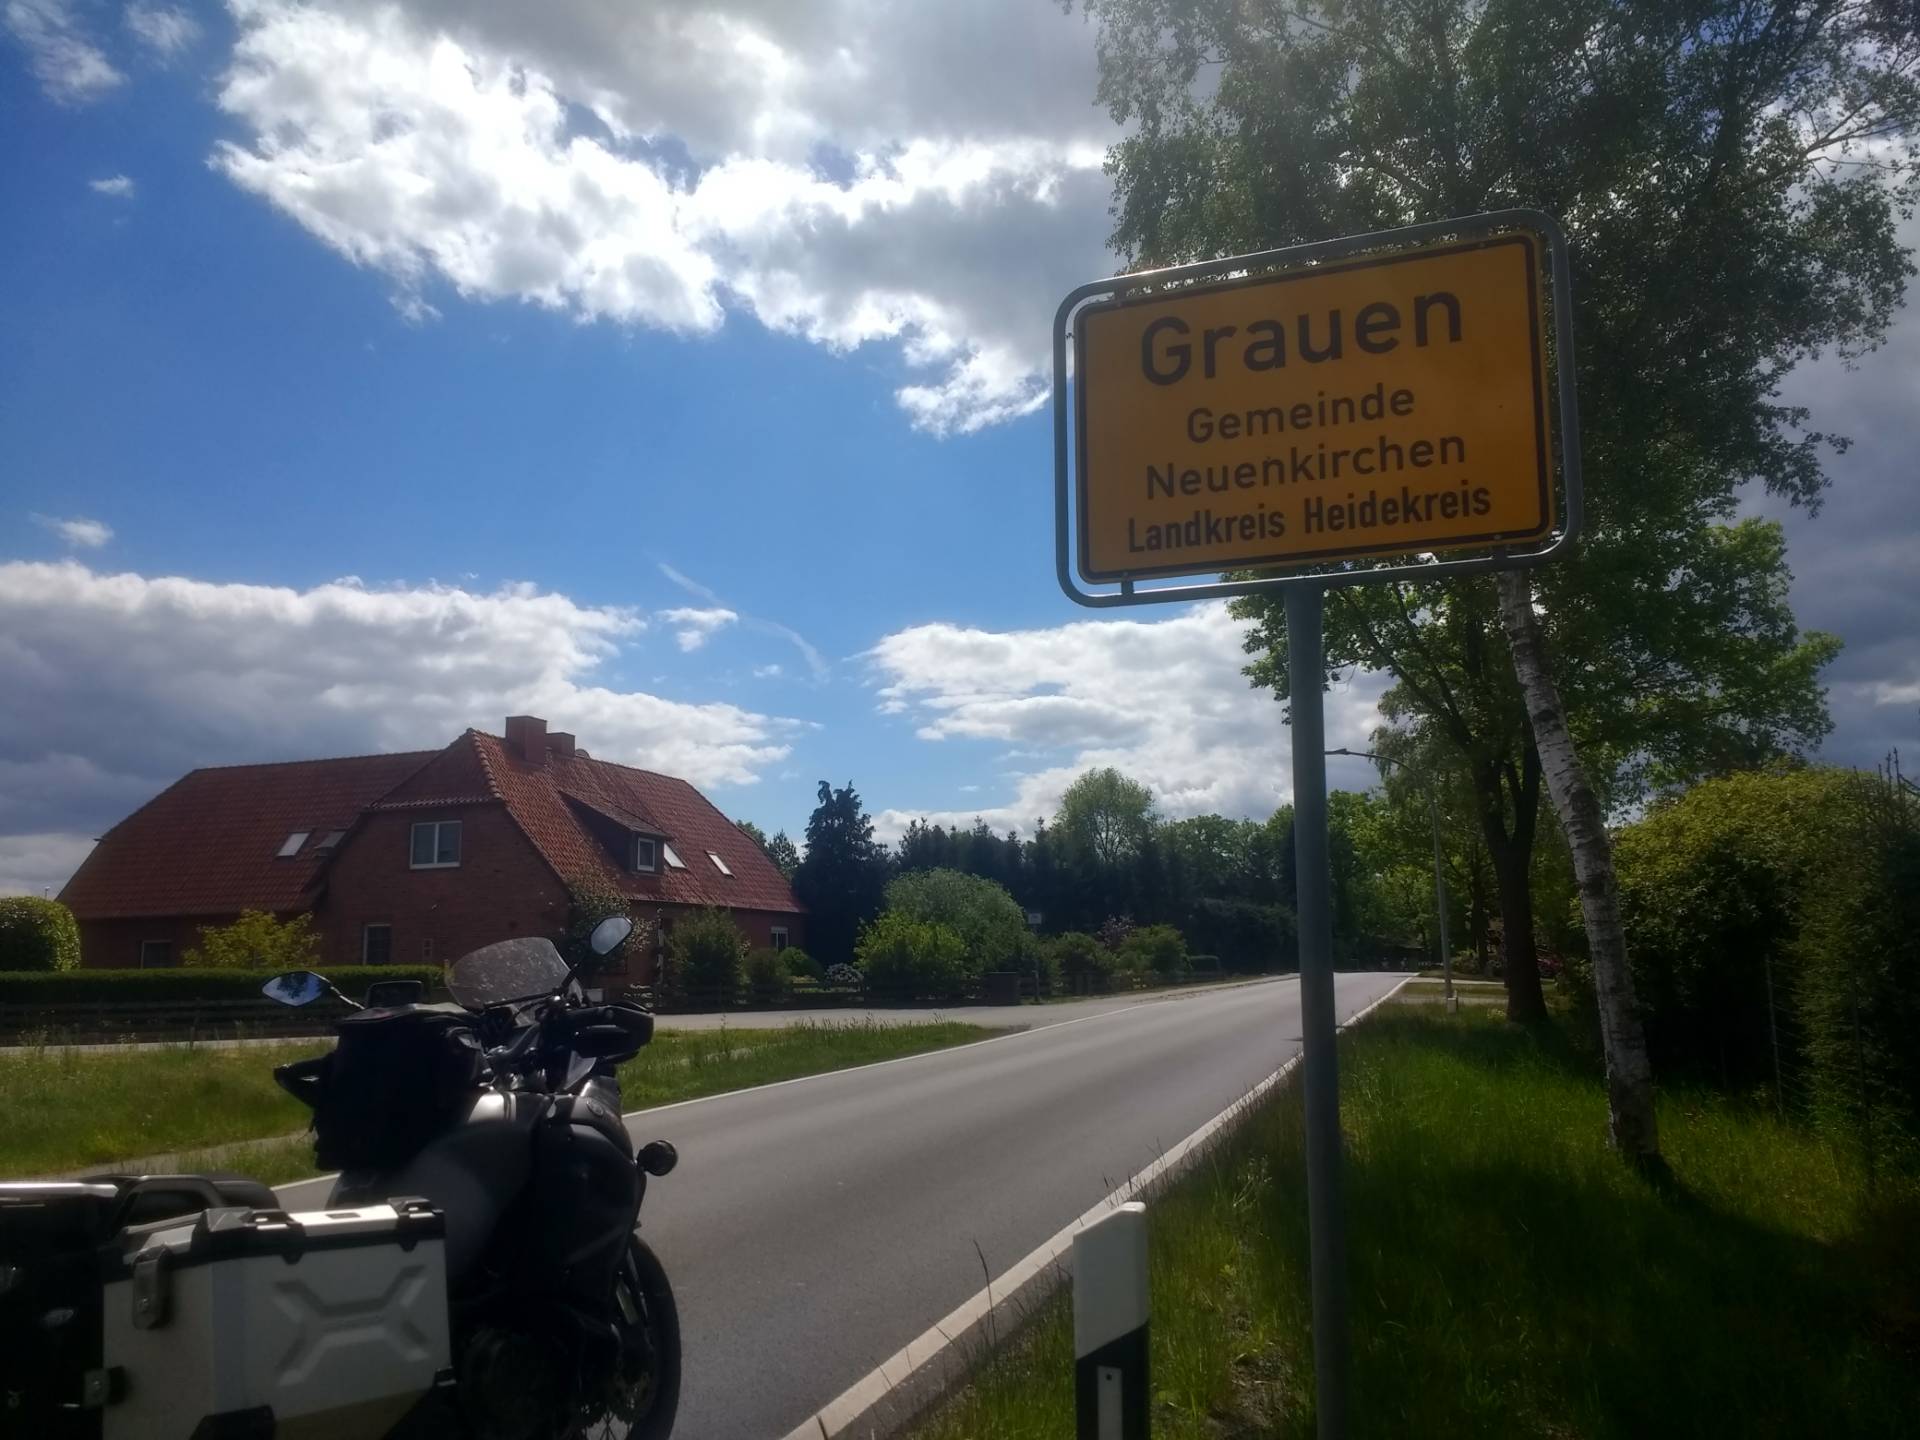 Grauen
Gemeinde
Neuenkirchen
Landkreis Heidekreis